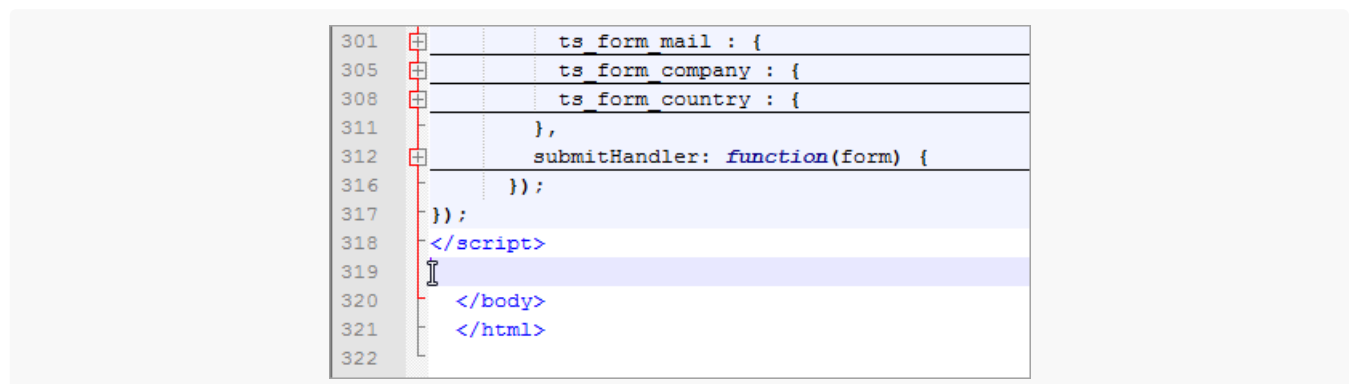 301 ts_form_mail : {
305 ts_form_company : {
308 ts_form_country : {
311 },
312 submitHandler: function(form) {
316 });
317 });
318 </script>
319
320 </body>
321 </html>
322